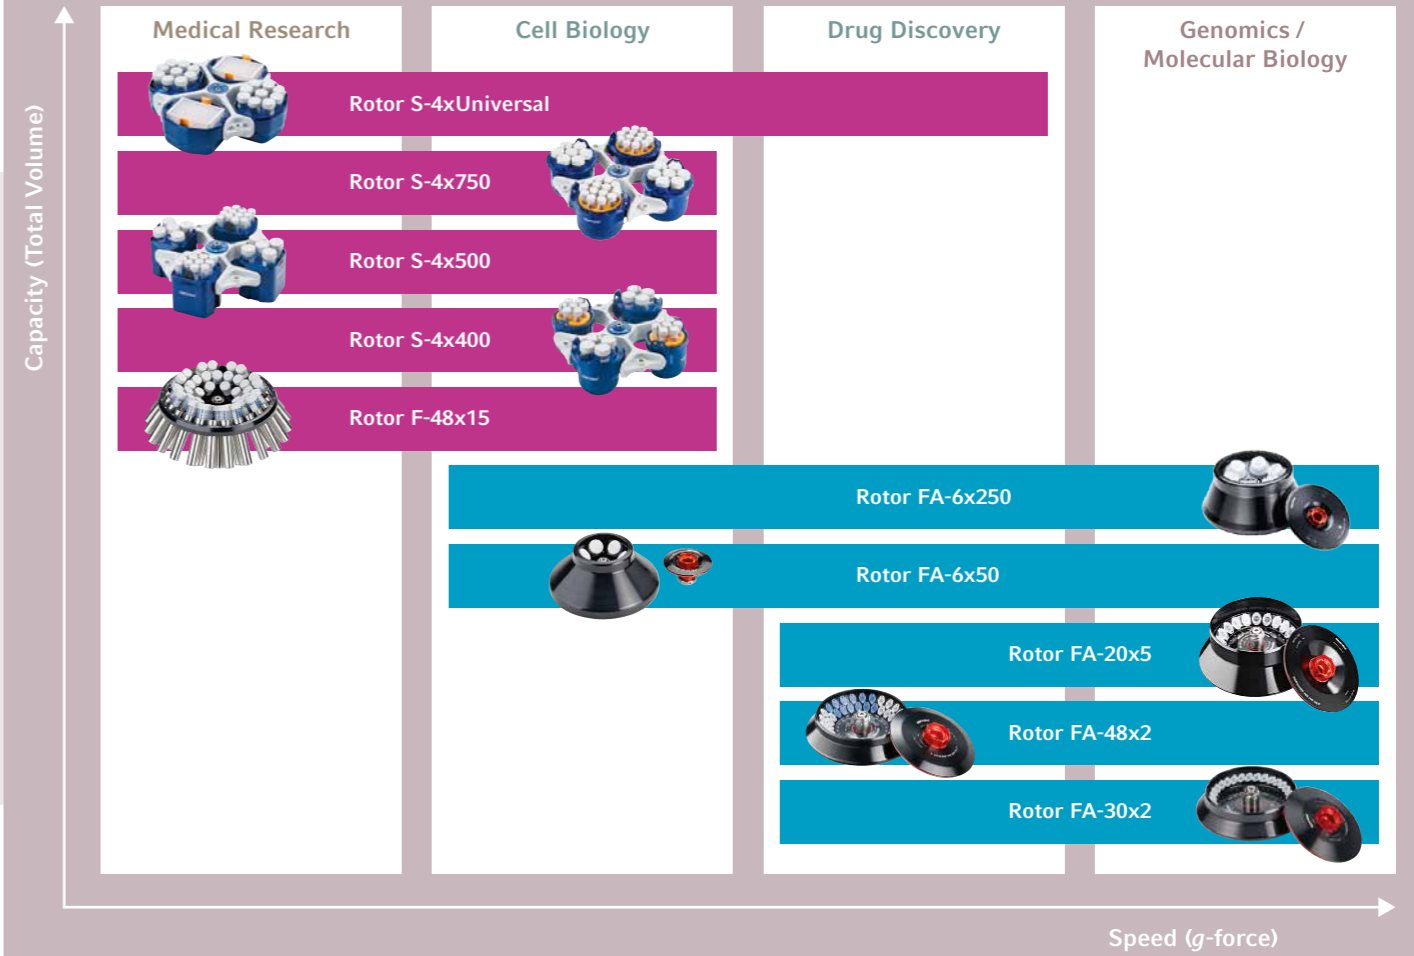 Medical Research
Cell Biology
Drug Discovery
Genomics /
Molecular Biology
Capacity (Total Volume)
Rotor S-4xUniversal
Rotor S-4x750
Rotor S-4x500
Rotor S-4x400
Rotor F-48x15
Rotor FA-6x250
Rotor FA-6x50
Rotor FA-20x5
Rotor FA-48x2
Rotor FA-30x2
Speed (g-force)